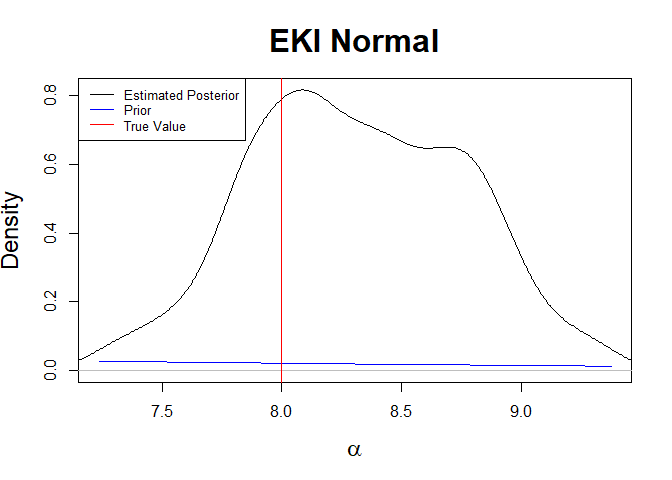 EKI Normal
Estimated Posterior
Prior
True Value
Density
0.8
0.6
0.4
0.2
0.0
7.5 8.0 8.5 9.0
α